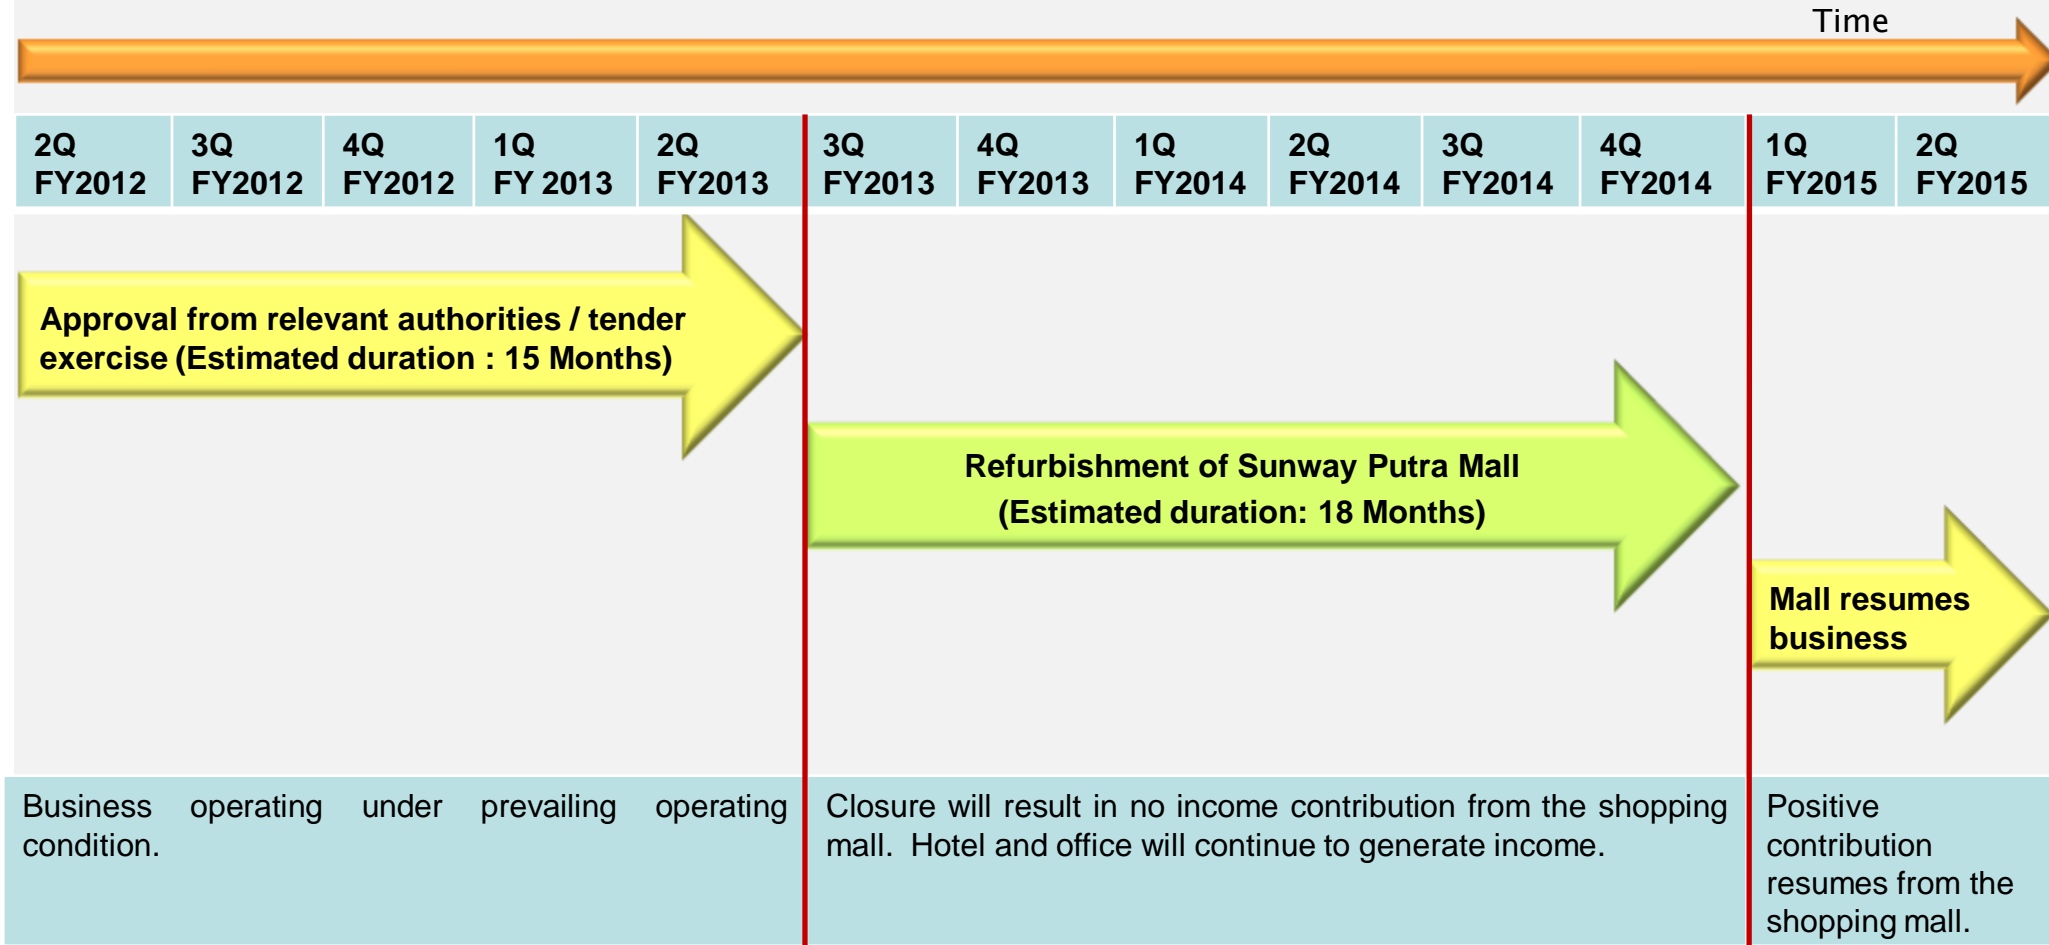 Time
2Q
FY2012
3Q
FY2012
4Q
FY2012
1Q
FY 2013
2Q
FY2013
3Q
FY2013
4Q
FY2013
1Q
FY2014
2Q
FY2014
3Q
FY2014
4Q
FY2014
1Q
FY2015
2Q
FY2015
Approval from relevant authorities / tender
exercise (Estimated duration : 15 Months)
Refurbishment of Sunway Putra Mall
(Estimated duration: 18 Months)
Mall resumes
business
Business operating under prevailing operating
condition.
Closure will result in no income contribution from the shopping
mall. Hotel and office will continue to generate income.
Positive
contribution
resumes from the
shopping mall.